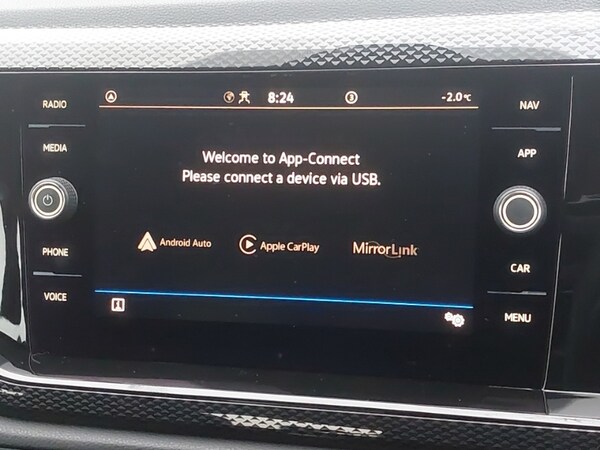 RADIO
MEDIA
PHONE
VOICE
8:24
3
-2.0°C
Welcome to App-Connect
Please connect a device via USB.
Android Auto
Apple CarPlay
MirrorLink
NAV
APP
CAR
MENU